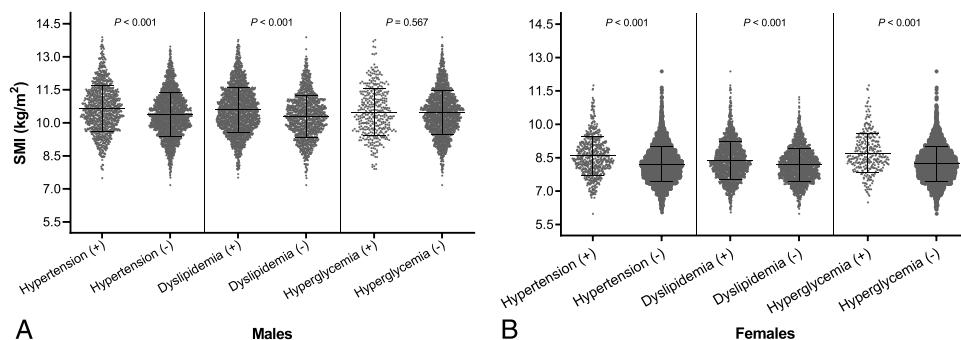 P < 0.001
P < 0.001
P = 0.567
SMI (kg/m²)
14.5
13.0
11.5
10.0
8.5
7.0
5.5
Hypertension (+)
Hypertension (-)
Dyslipidemia (+)
Dyslipidemia (-)
Hyperglycemia (+)
Hyperglycemia (-)
A
Males
P < 0.001
P < 0.001
P < 0.001
14.5
13.0
11.5
10.0
8.5
7.0
5.5
Hypertension (+)
Hypertension (-)
Dyslipidemia (+)
Dyslipidemia (-)
Hyperglycemia (+)
Hyperglycemia (-)
B
Females